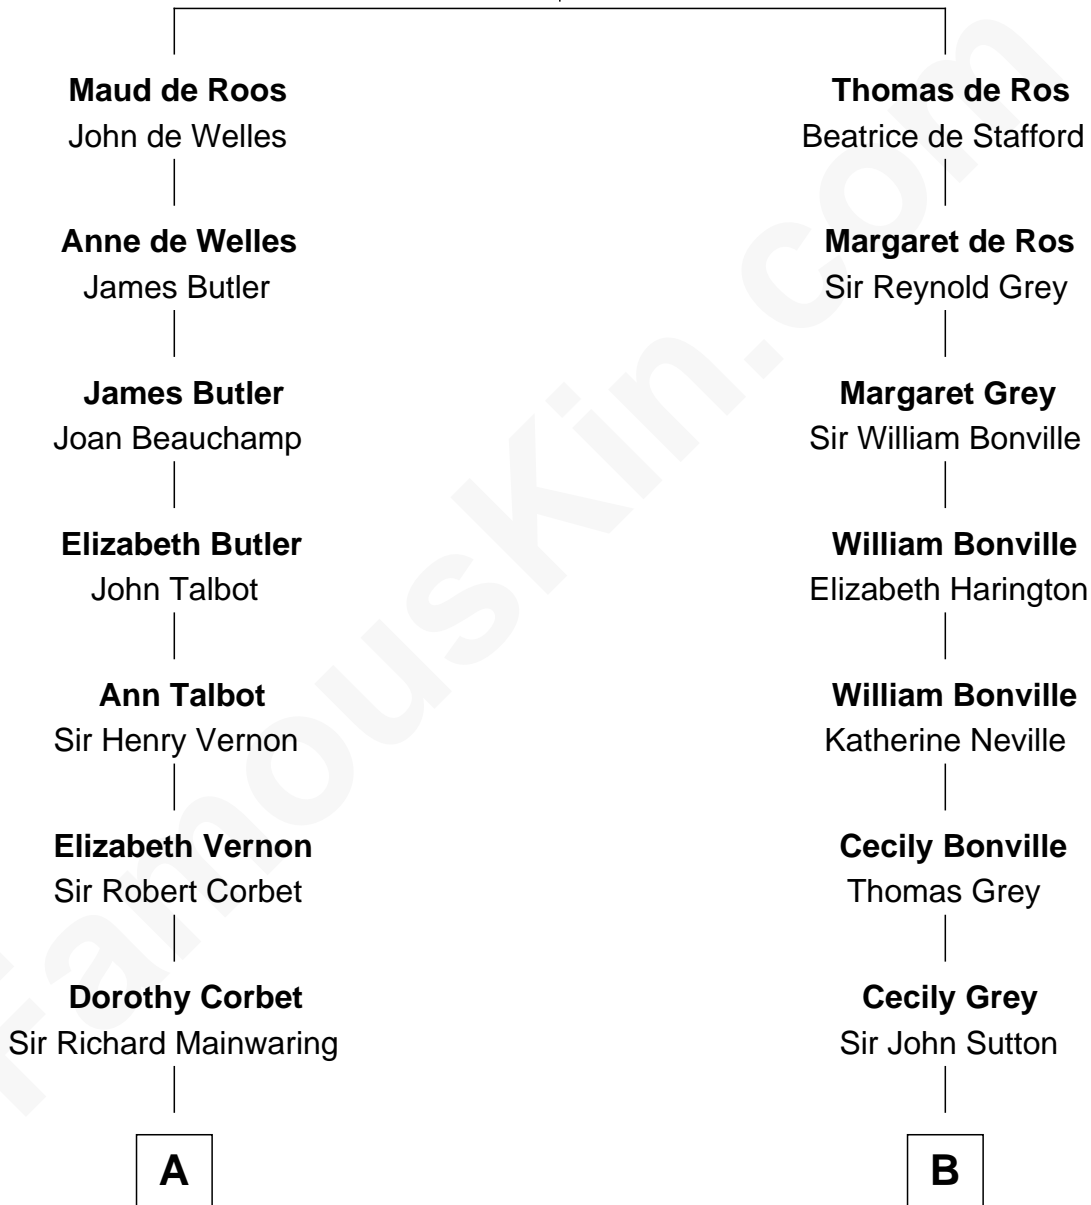 Maud de Roos
John de Welles
Thomas de Ros
Beatrice de Stafford
Anne de Welles
James Butler
Margaret de Ros
Sir Reynold Grey
James Butler
Joan Beauchamp
Margaret Grey
Sir William Bonville
Elizabeth Butler
John Talbot
William Bonville
Elizabeth Harington
Ann Talbot
Sir Henry Vernon
William Bonville
Katherine Neville
Elizabeth Vernon
Sir Robert Corbet
Cecily Bonville
Thomas Grey
Dorothy Corbet
Sir Richard Mainwaring
Cecily Grey
Sir John Sutton
A
B
FamousKin.com